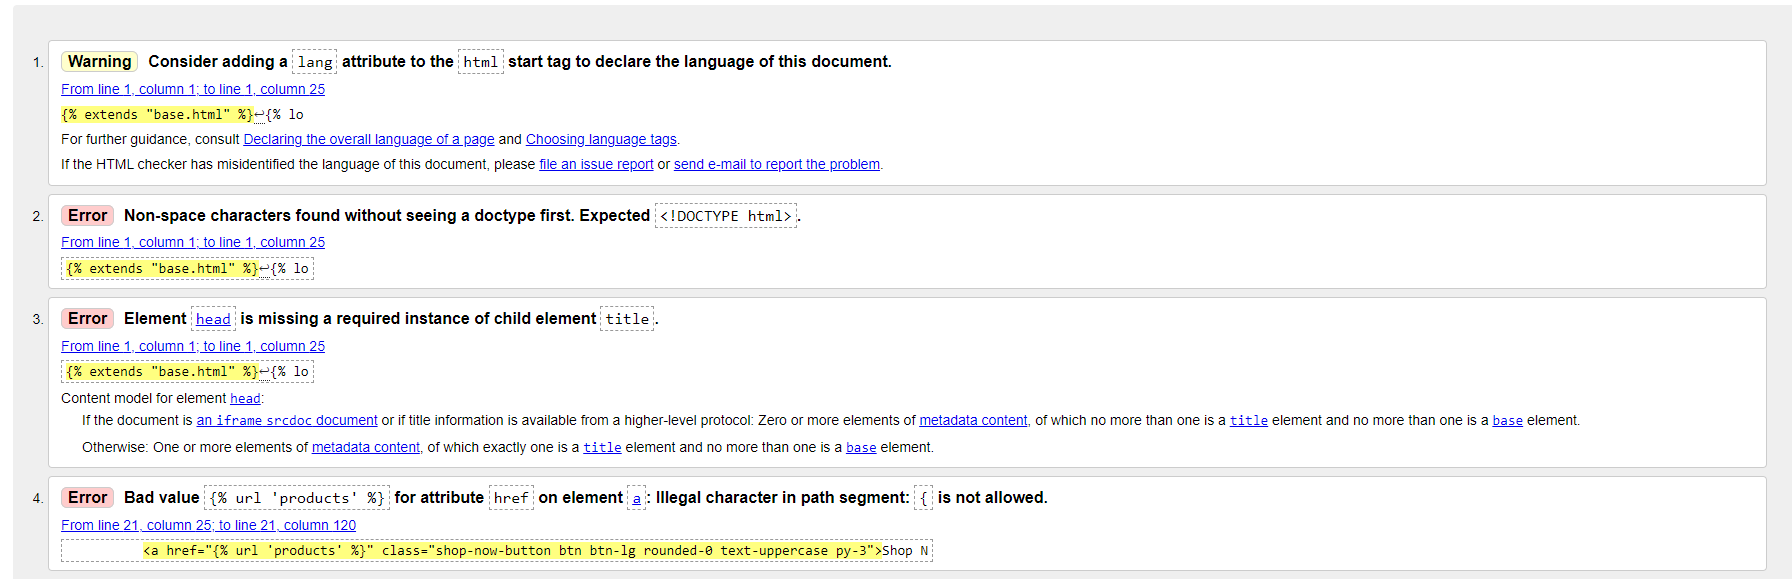 1. Warning Consider adding a lang attribute to the html start tag to declare the language of this document.
From line 1, column 1; to line 1, column 25
{% extends "base.html" %}↩{% lo
For further guidance, consult Declaring the overall language of a page and Choosing language tags.
If the HTML checker has misidentified the language of this document, please file an issue report or send e-mail to report the problem.
2. Error Non-space characters found without seeing a doctype first. Expected <!DOCTYPE html>.
From line 1, column 1; to line 1, column 25
{% extends "base.html" %}↩{% lo
3. Error Element head is missing a required instance of child element title.
From line 1, column 1; to line 1, column 25
{% extends "base.html" %}↩{% lo
Content model for element head:
If the document is an iframe srcdoc document or if title information is available from a higher-level protocol: Zero or more elements of metadata content, of which no more than one is a title element and no more than one is a base element.
Otherwise: One or more elements of metadata content, of which exactly one is a title element and no more than one is a base element.
4. Error Bad value {% url 'products' %} for attribute href on element a: Illegal character in path segment: { is not allowed.
From line 21, column 25; to line 21, column 120
<a href="{% url 'products' %}" class="shop-now-button btn btn-lg rounded-0 text-uppercase py-3">Shop N